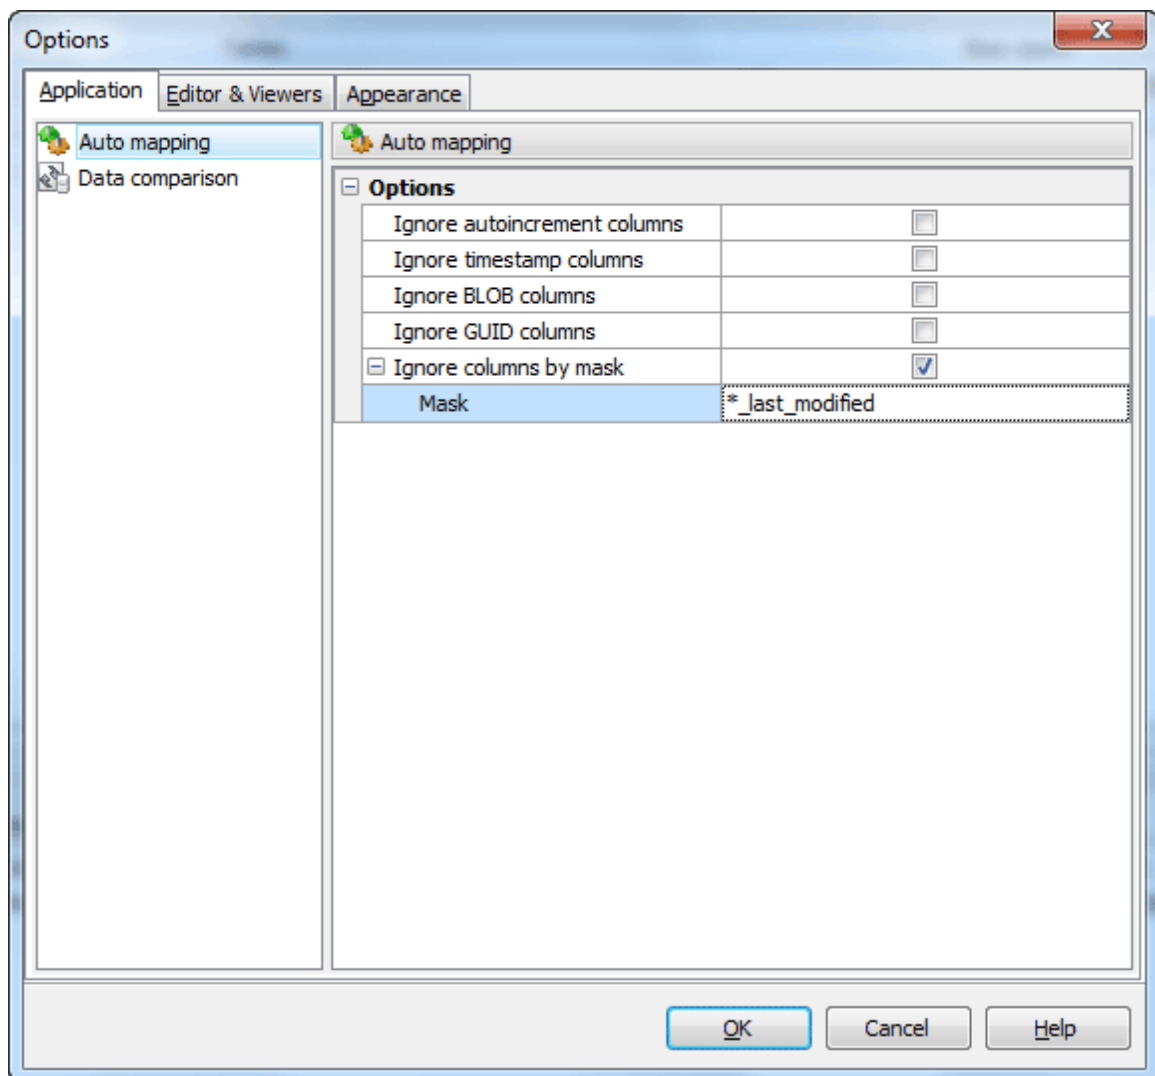 Options
Application Editor & Viewers Appearance
Auto mapping
Data comparison
Auto mapping
Options
Ignore autoincrement columns
Ignore timestamp columns
Ignore BLOB columns
Ignore GUID columns
Ignore columns by mask
Mask *_last_modified
OK Cancel Help